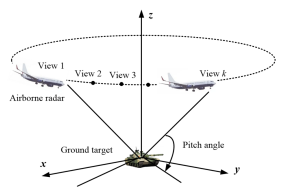 z
View 1
View 2
View 3
View k
Airborne radar
Ground target
Pitch angle
x
y